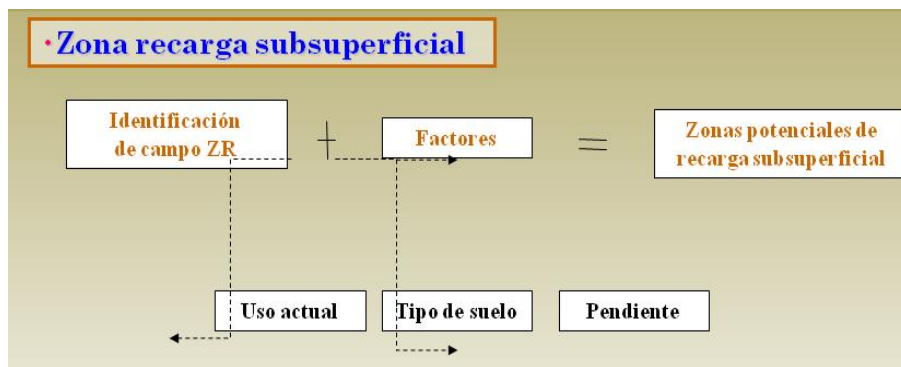 ·Zona recarga subsuperficial
Identificación
de campo ZR
+
Factores
=
Zonas potenciales de
recarga subsuperficial
Uso actual
Tipo de suelo
Pendiente